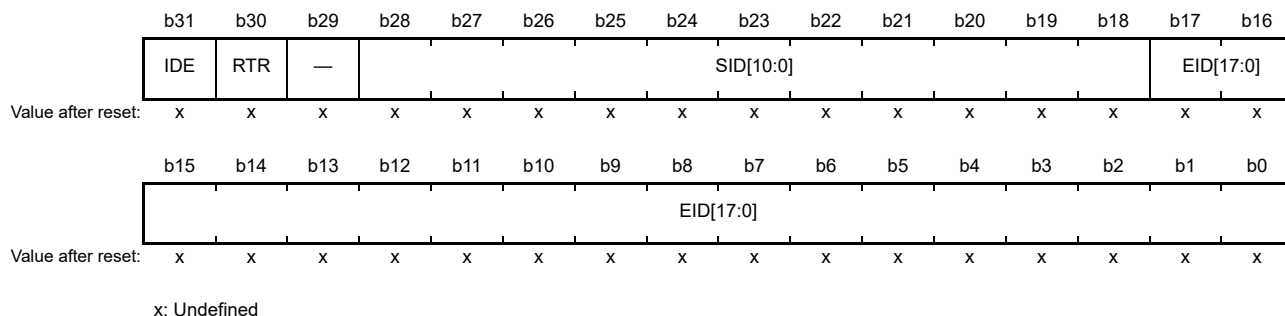 b31 b30 b29 b28 b27 b26 b25 b24 b23 b22 b21 b20 b19 b18 b17 b16
IDE RTR — SID[10:0] EID[17:0]
Value after reset: x x x x x x x x x x x x x x x x
b15 b14 b13 b12 b11 b10 b9 b8 b7 b6 b5 b4 b3 b2 b1 b0
EID[17:0]
Value after reset: x x x x x x x x x x x x x x x x
x: Undefined